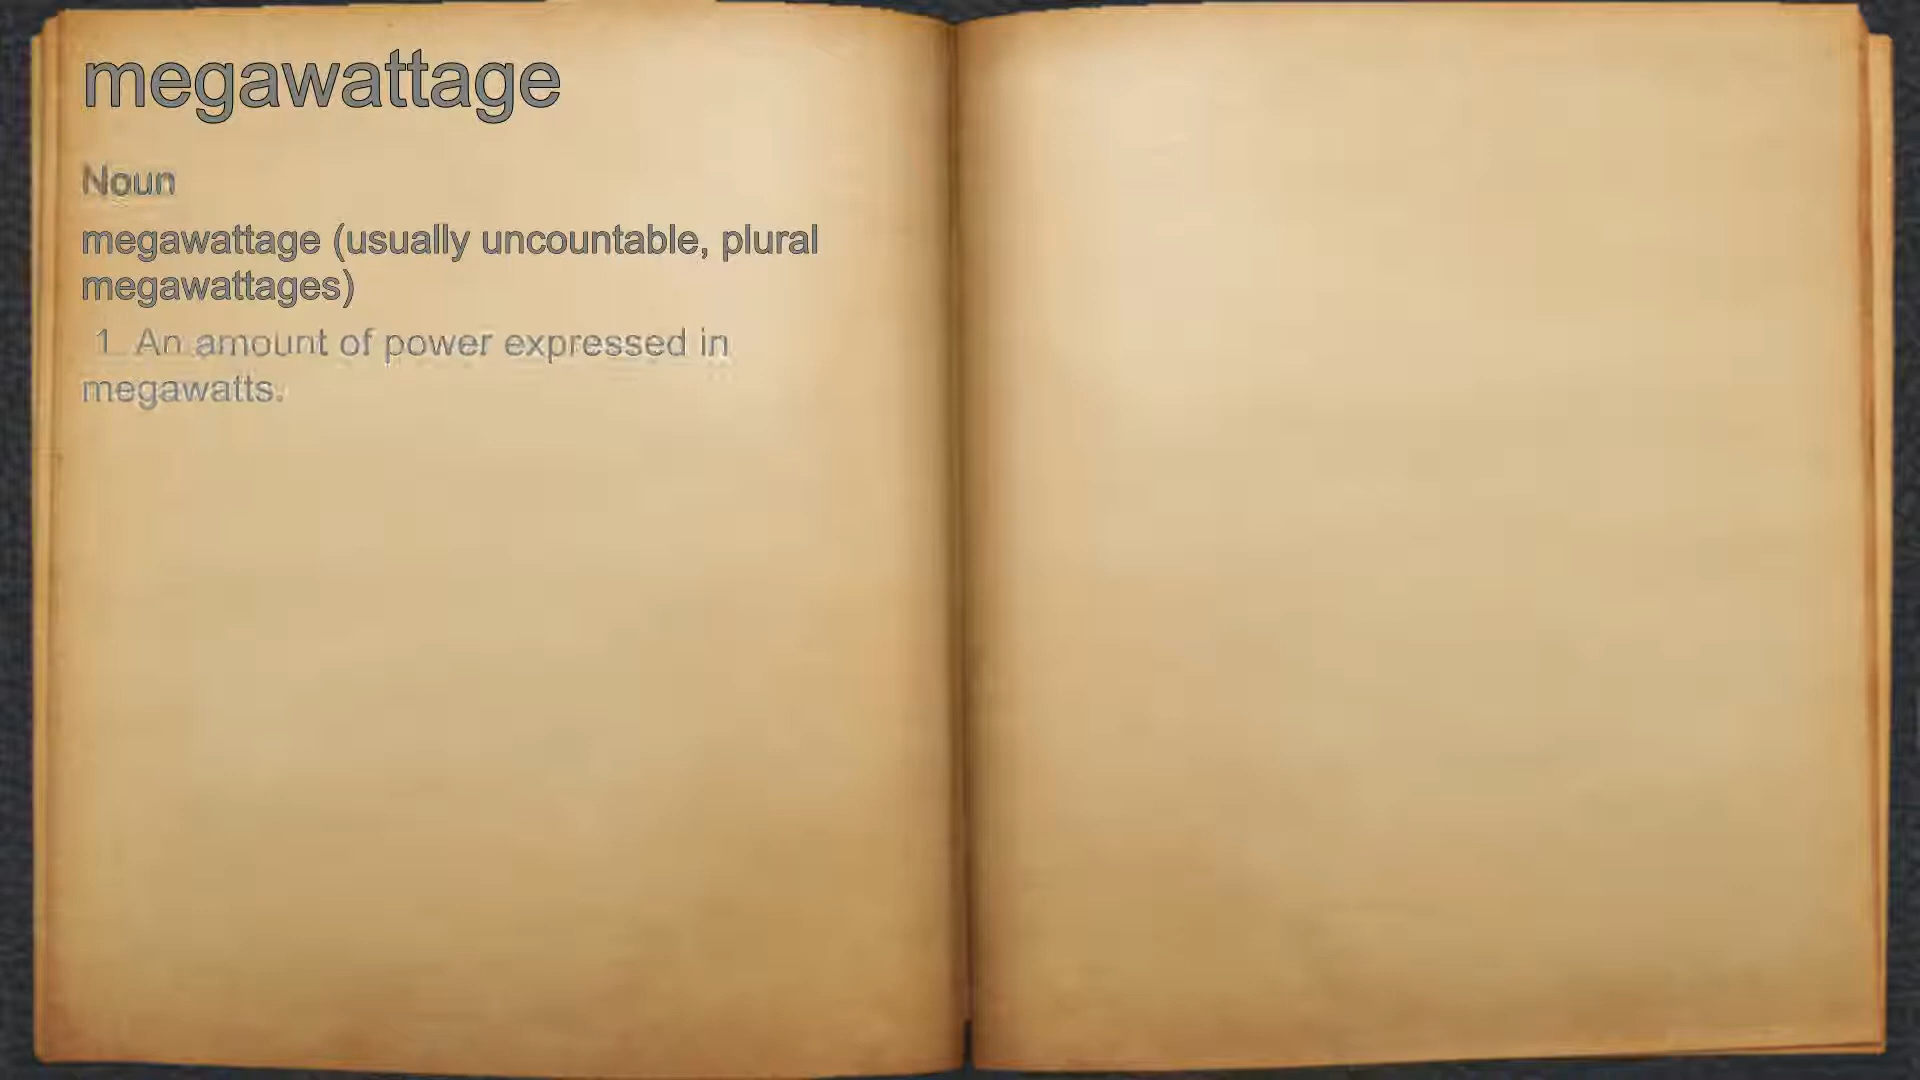 megawattage
Noun
megawattage (usually uncountable, plural
megawattages)
1. An amount of power expressed in
megawatts.